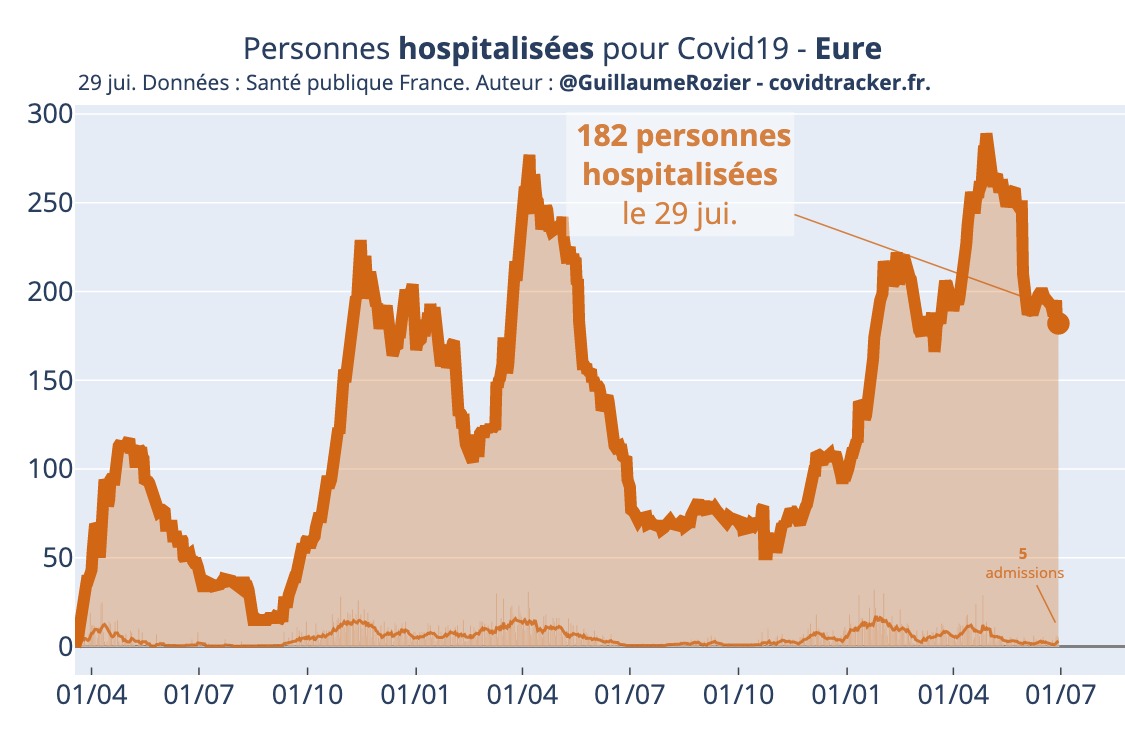 Personnes hospitalisées pour Covid19 - Eure
29 jui. Données : Santé publique France. Auteur : @GuillaumeRozier - covidtracker.fr.
300
182 personnes
hospitalisées
le 29 jui.
250
200
150
100
50
5
admissions
0
01/04 01/07 01/10 01/01 01/04 01/07 01/10 01/01 01/04 01/07